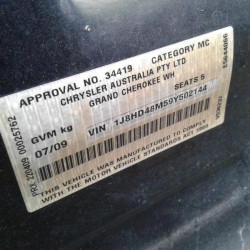 APPROVAL No. 34419 CATEGORY MC
CHRYSLER AUSTRALIA PTY LTD
GRAND CHEROKEE WH
GVM kg SEATS 5
07/09 VIN 1J8HD48M59Y502144
THIS VEHICLE WAS MANUFACTURED TO COMPLY
WITH THE MOTOR VEHICLE STANDARDS ACT 1989